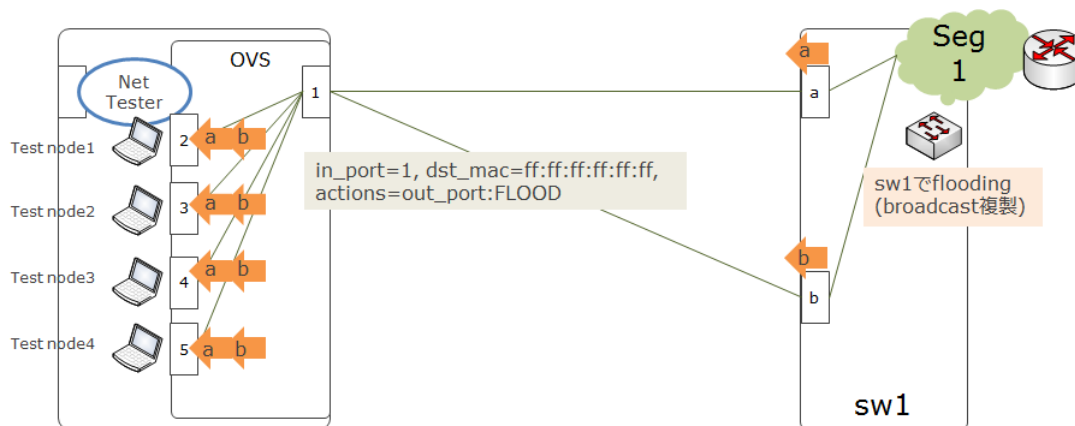 OVS
Net
Tester
1
2
a b
3
a b
4
a b
5
a b
Test node1
Test node2
Test node3
Test node4
in_port=1, dst_mac=ff:ff:ff:ff:ff:ff,
actions=out_port:FLOOD
a
a
b
b
Seg
1
sw1でflooding
(broadcast複製)
sw1